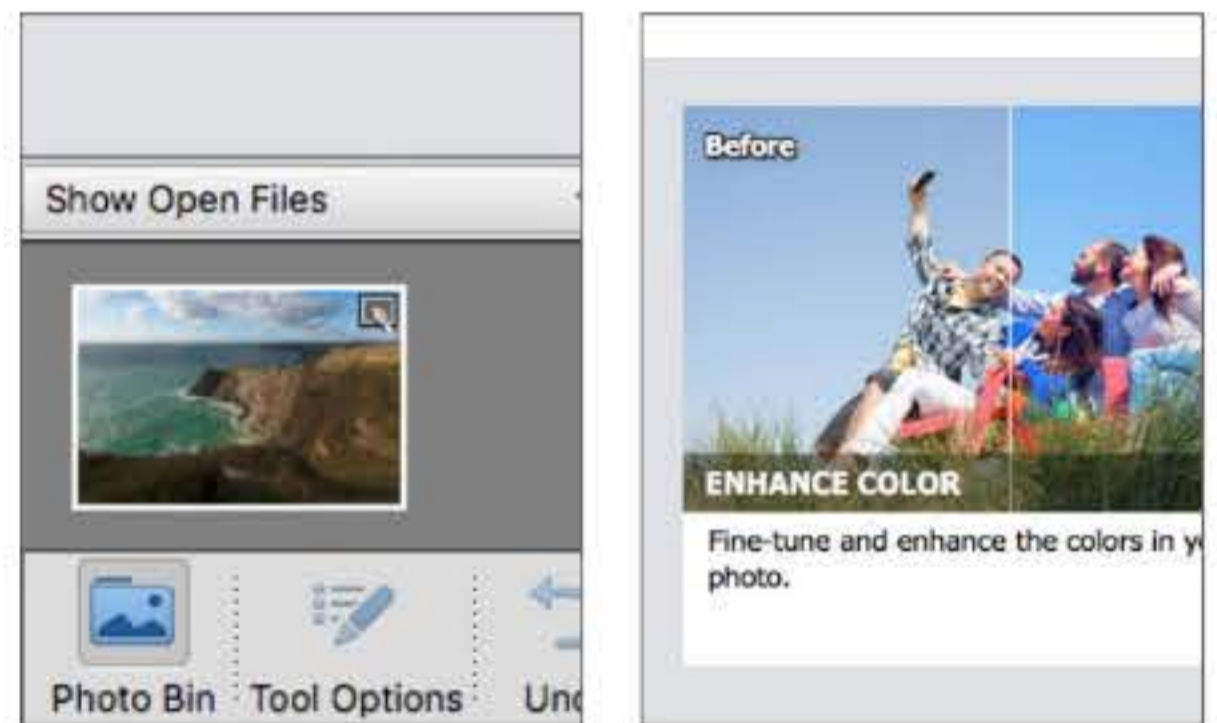 Show Open Files
Photo Bin
Tool Options
Before
ENHANCE COLOR
Fine-tune and enhance the colors in
photo.